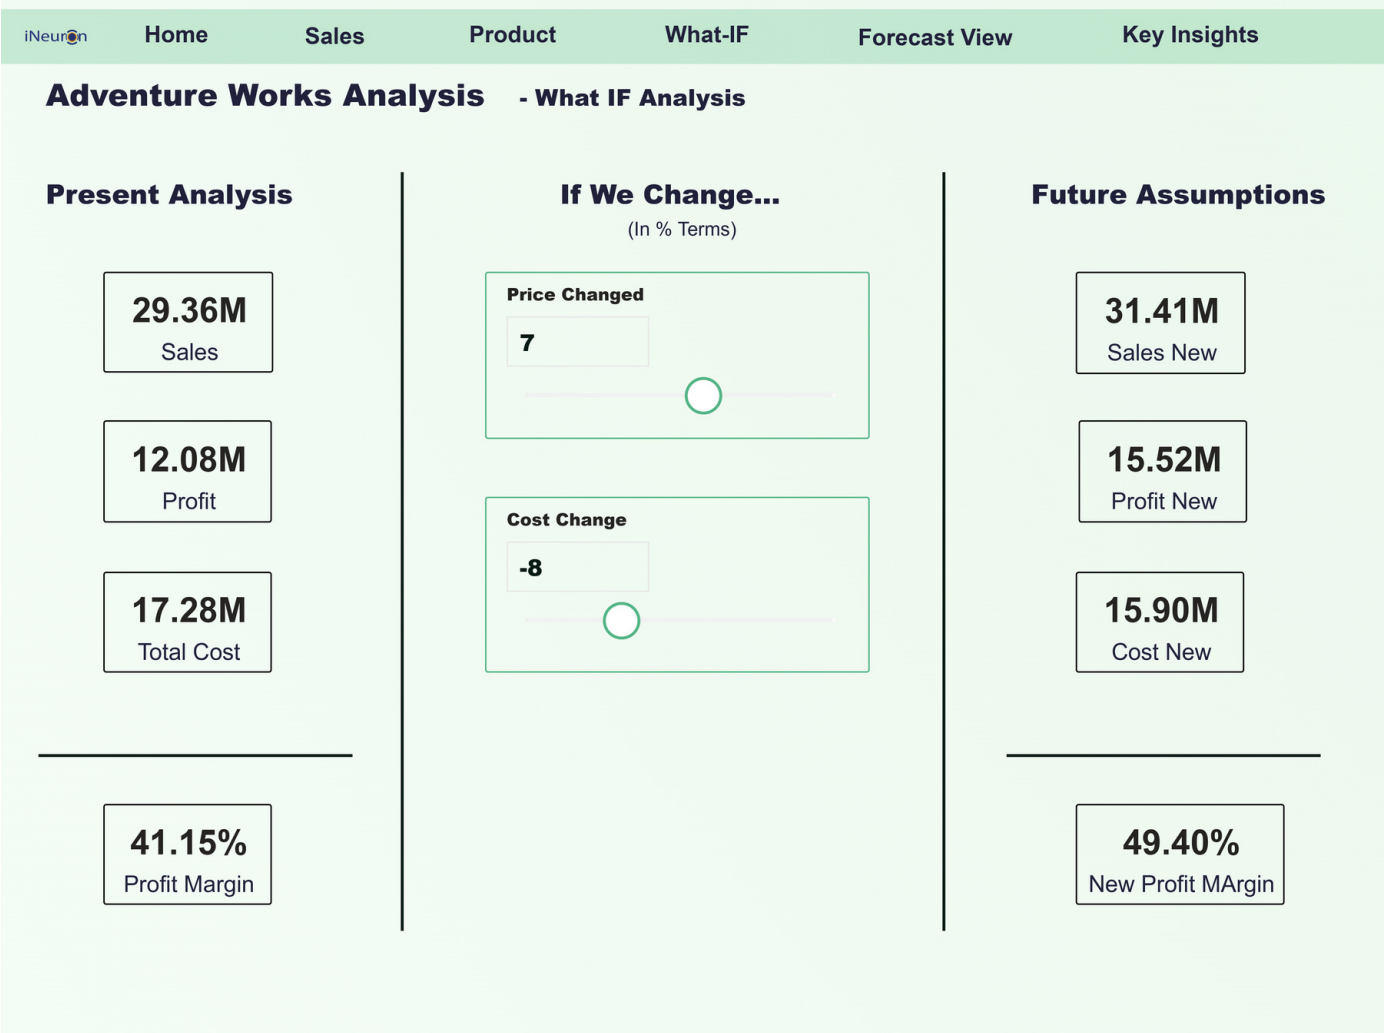 iNeuron Home Sales Product What-IF Forecast View Key Insights
Adventure Works Analysis - What IF Analysis
Present Analysis
29.36M
Sales
12.08M
Profit
17.28M
Total Cost
41.15%
Profit Margin
If We Change...
(In % Terms)
Price Changed
7
Cost Change
-8
Future Assumptions
31.41M
Sales New
15.52M
Profit New
15.90M
Cost New
49.40%
New Profit MArgin